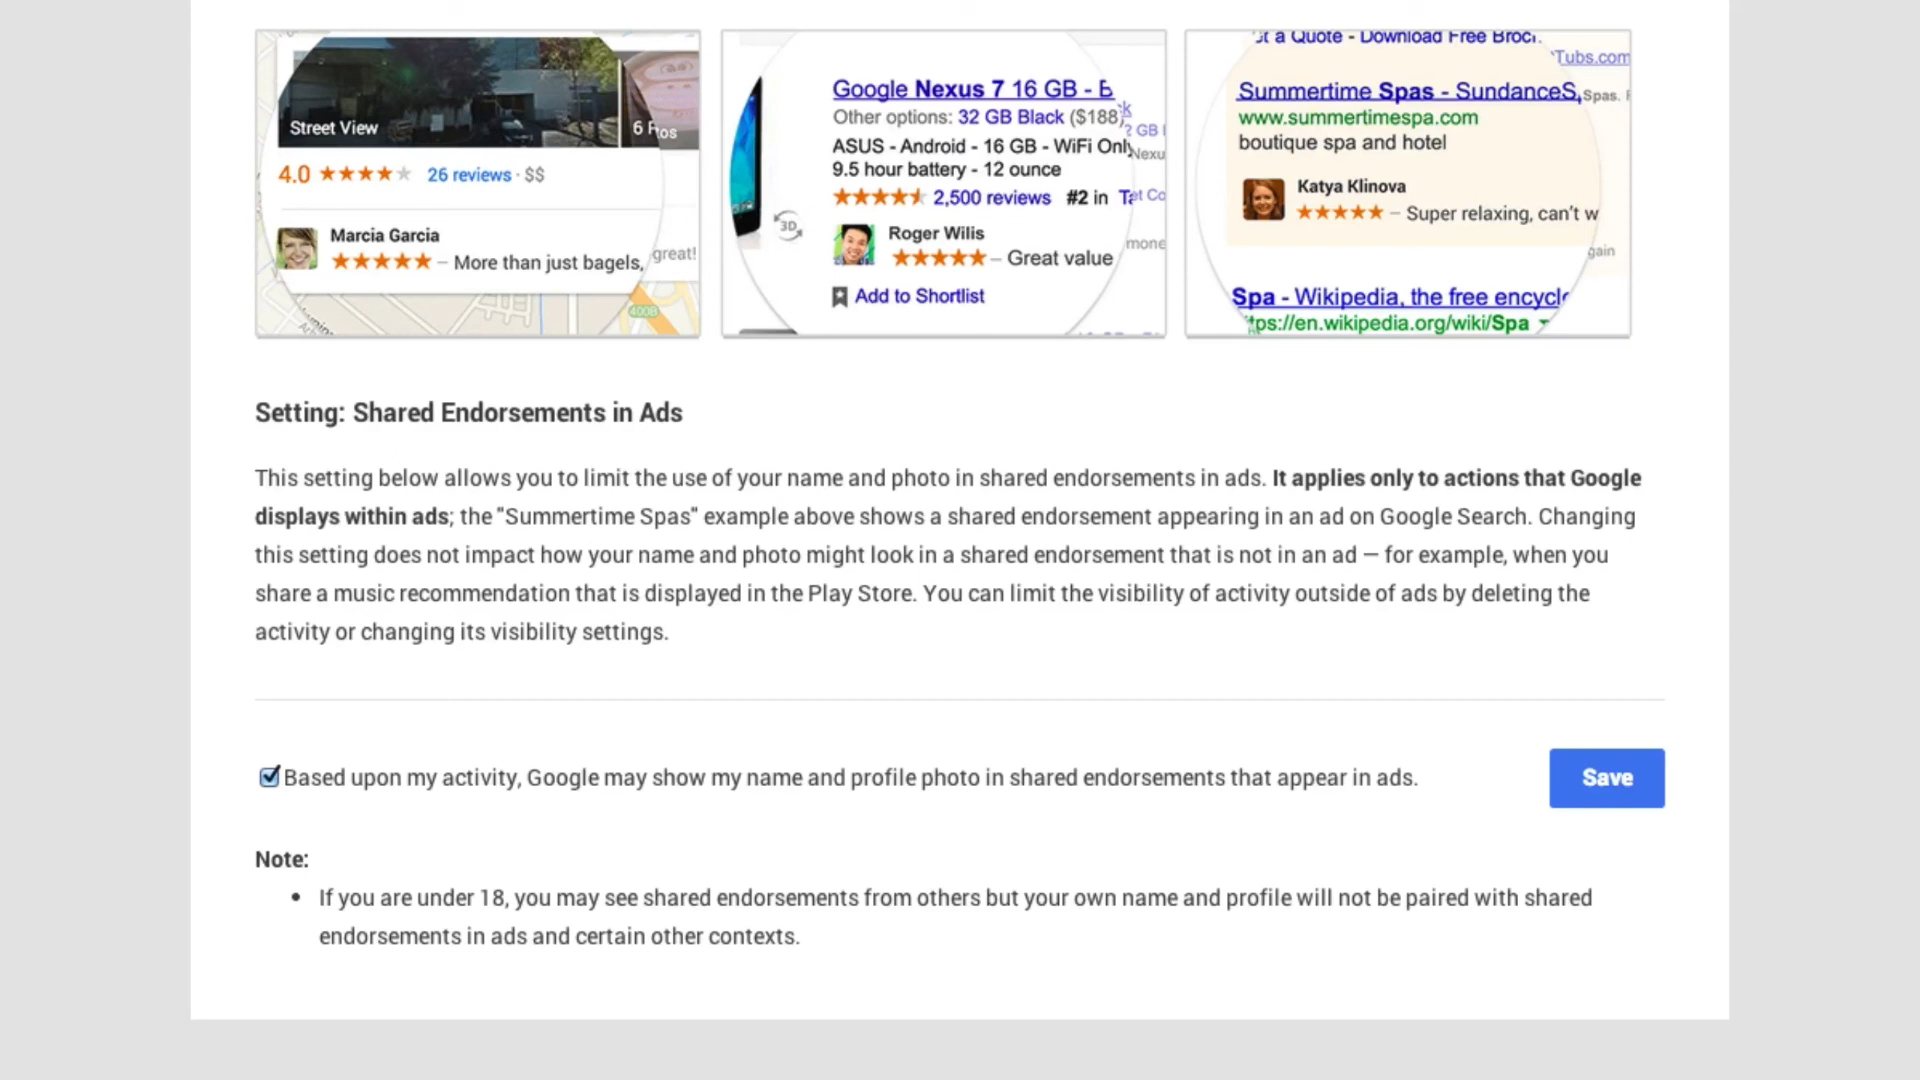 Street View
4.0
26 reviews · $$
Marcia Garcia
– More than just bagels,
great!
400B
Google Nexus 7 16 GB -
Other options: 32 GB Black ($188)
ASUS - Android - 16 GB - WiFi Only
9.5 hour battery - 12 ounce
2,500 reviews #2 in
3D
Roger Wilis
– Great value
Add to Shortlist
Quote - Download Free
Tubs.com
Summertime Spas - SundanceS
Spas.
www.summertimespa.com
boutique spa and hotel
Katya Klinova
– Super relaxing, can't w
gain
Spa - Wikipedia, the free encycl
tps://en.wikipedia.org/wiki/Spa
Setting: Shared Endorsements in Ads
This setting below allows you to limit the use of your name and photo in shared endorsements in ads. It applies only to actions that Google
displays within ads; the "Summertime Spas" example above shows a shared endorsement appearing in an ad on Google Search. Changing
this setting does not impact how your name and photo might look in a shared endorsement that is not in an ad — for example, when you
share a music recommendation that is displayed in the Play Store. You can limit the visibility of activity outside of ads by deleting the
activity or changing its visibility settings.
Based upon my activity, Google may show my name and profile photo in shared endorsements that appear in ads.
Save
Note:
• If you are under 18, you may see shared endorsements from others but your own name and profile will not be paired with shared
endorsements in ads and certain other contexts.